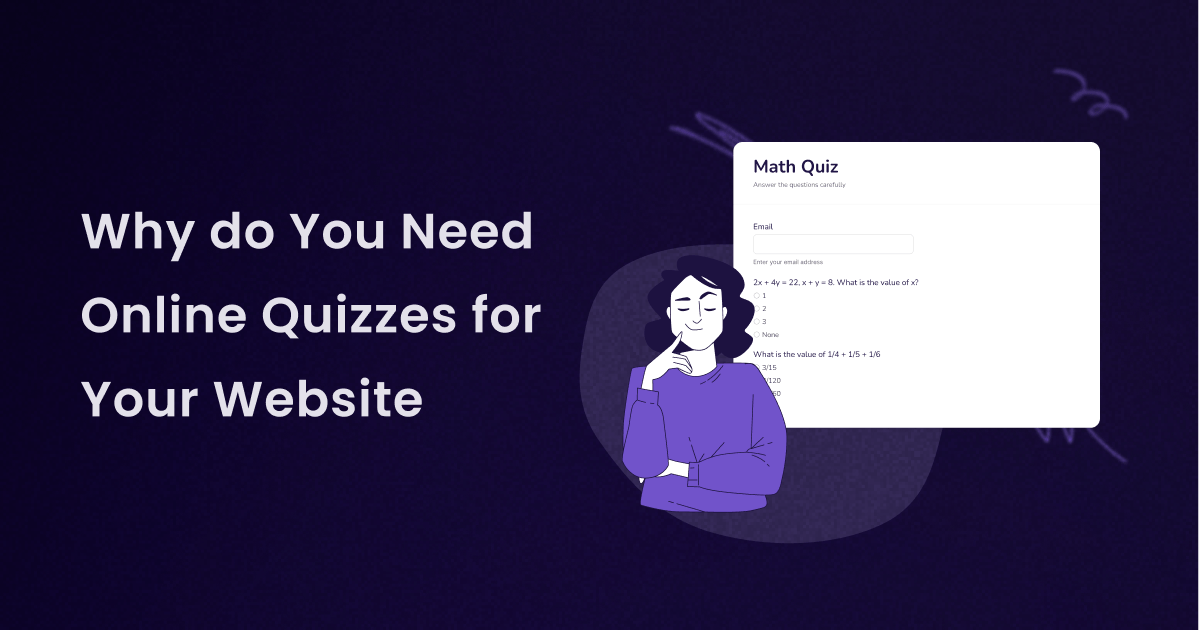 Why do You Need
Online Quizzes for
Your Website
Math Quiz
Answer the questions carefully
Email
Enter your email address
2x + 4y = 22, x + y = 8. What is the value of x?
1
2
3
None
What is the value of 1/4 + 1/5 + 1/6
3/15
/120
60